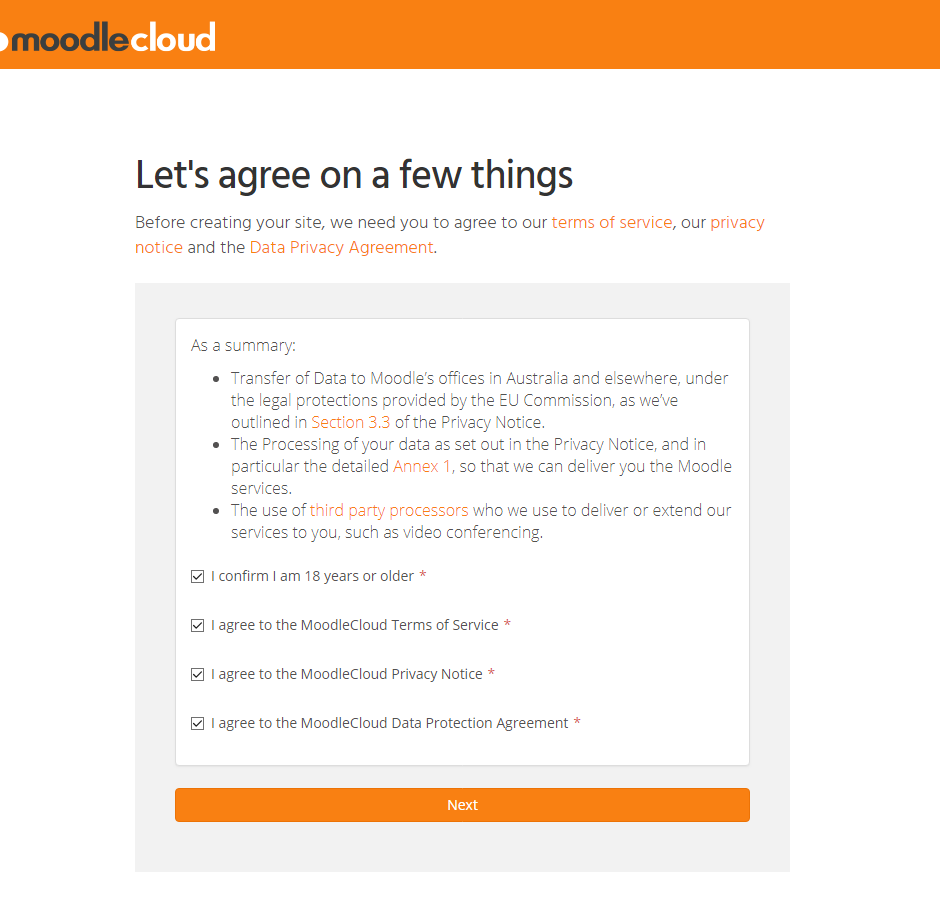 moodlecloud
Let's agree on a few things
Before creating your site, we need you to agree to our terms of service, our privacy
notice and the Data Privacy Agreement.
As a summary:
Transfer of Data to Moodle’s offices in Australia and elsewhere, under
the legal protections provided by the EU Commission, as we’ve
outlined in Section 3.3 of the Privacy Notice.
The Processing of your data as set out in the Privacy Notice, and in
particular the detailed Annex 1, so that we can deliver you the Moodle
services.
The use of third party processors who we use to deliver or extend our
services to you, such as video conferencing.
I confirm I am 18 years or older *
I agree to the MoodleCloud Terms of Service *
I agree to the MoodleCloud Privacy Notice *
I agree to the MoodleCloud Data Protection Agreement *
Next